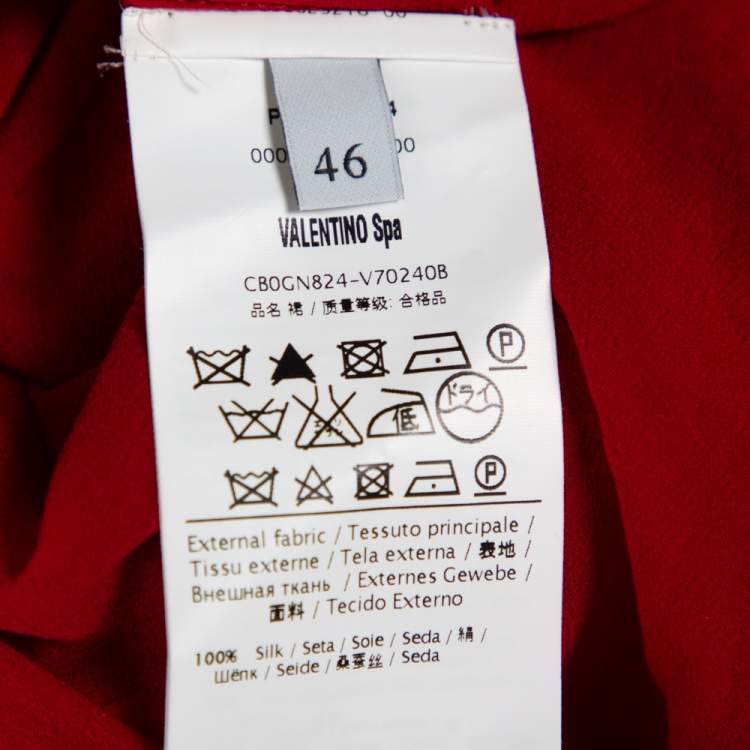 46
VALENTINO Spa
CB0GN824-V70240B
品名 裙 / 质量等级: 合格品
P
ドライ
低
P
External fabric / Tessuto principale /
Tissu externe / Tela externa / 表地 /
Внешная ткань / Externes Gewebe /
面料 / Tecido Externo
100% Silk / Seta / Soie / Seda / 絹 /
Шёпк / Seide / 桑蚕丝 / Seda